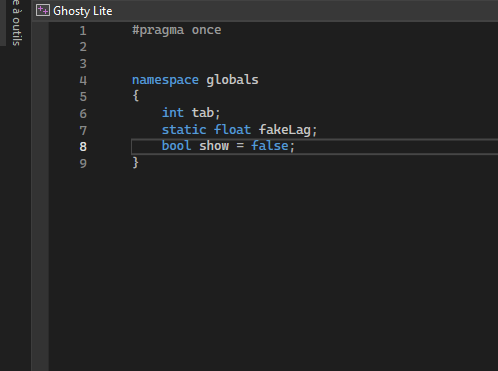 e à outils
Ghosty Lite
1 #pragma once
2
3
4 namespace globals
5 {
6 int tab;
7 static float fakeLag;
8 bool show = false;
9 }